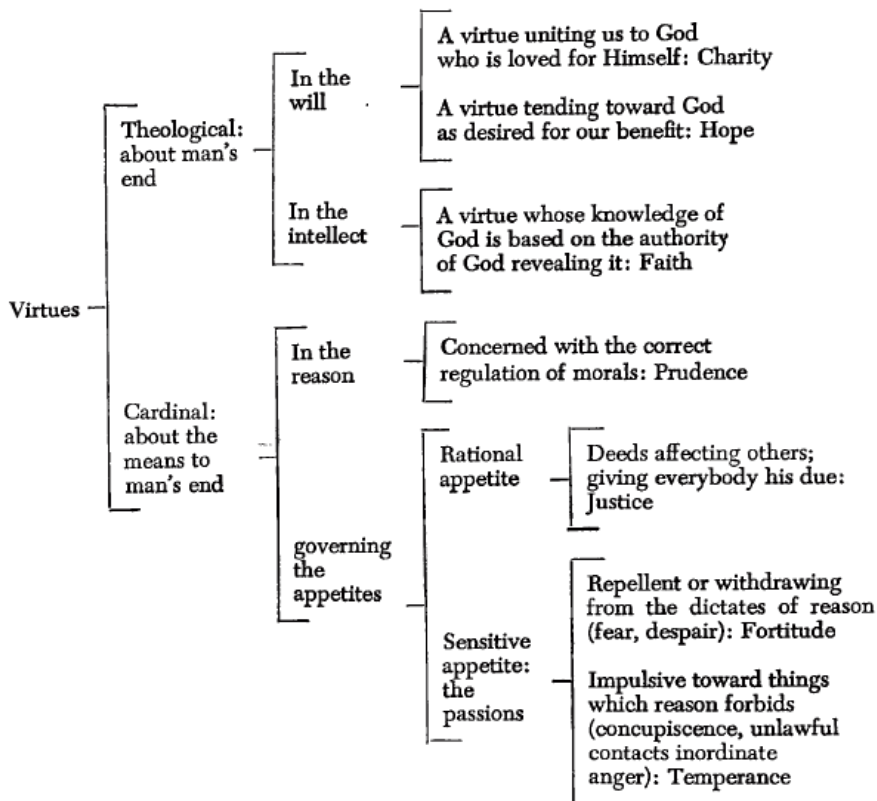 Virtues
Theological:
about man's
end
In the
will
A virtue uniting us to God
who is loved for Himself: Charity
A virtue tending toward God
as desired for our benefit: Hope
In the
intellect
A virtue whose knowledge of
God is based on the authority
of God revealing it: Faith
Cardinal:
about the
means to
man's end
In the
reason
Concerned with the correct
regulation of morals: Prudence
governing
the
appetites
Rational
appetite
Deeds affecting others;
giving everybody his due:
Justice
Sensitive
appetite:
the
passions
Repellent or withdrawing
from the dictates of reason
(fear, despair): Fortitude
Impulsive toward things
which reason forbids
(concupiscence, unlawful
contacts inordinate
anger): Temperance